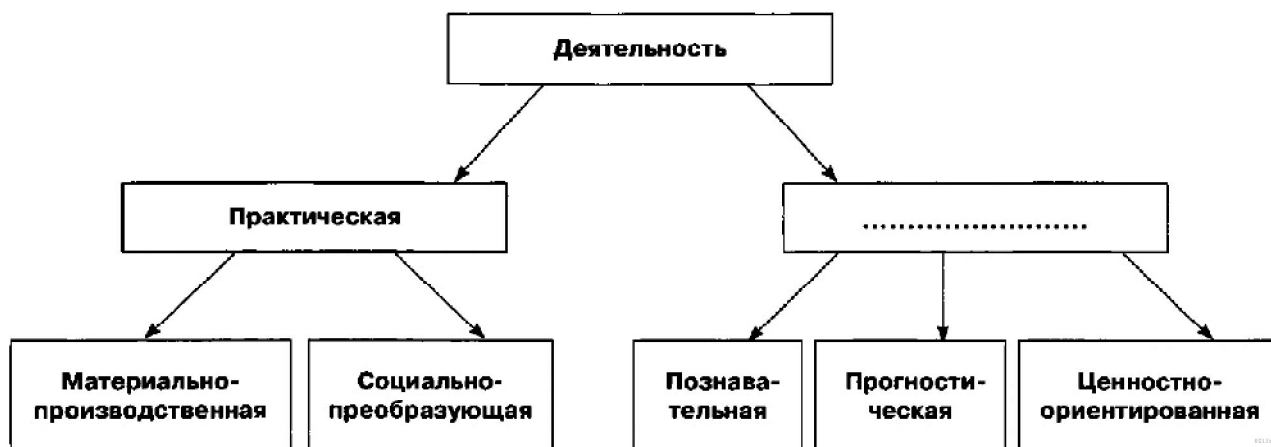 Деятельность
Практическая
........................
Материально-
производственная
Социально-
преобразующая
Познава-
тельная
Прогности-
ческая
Ценностно-
ориентированная